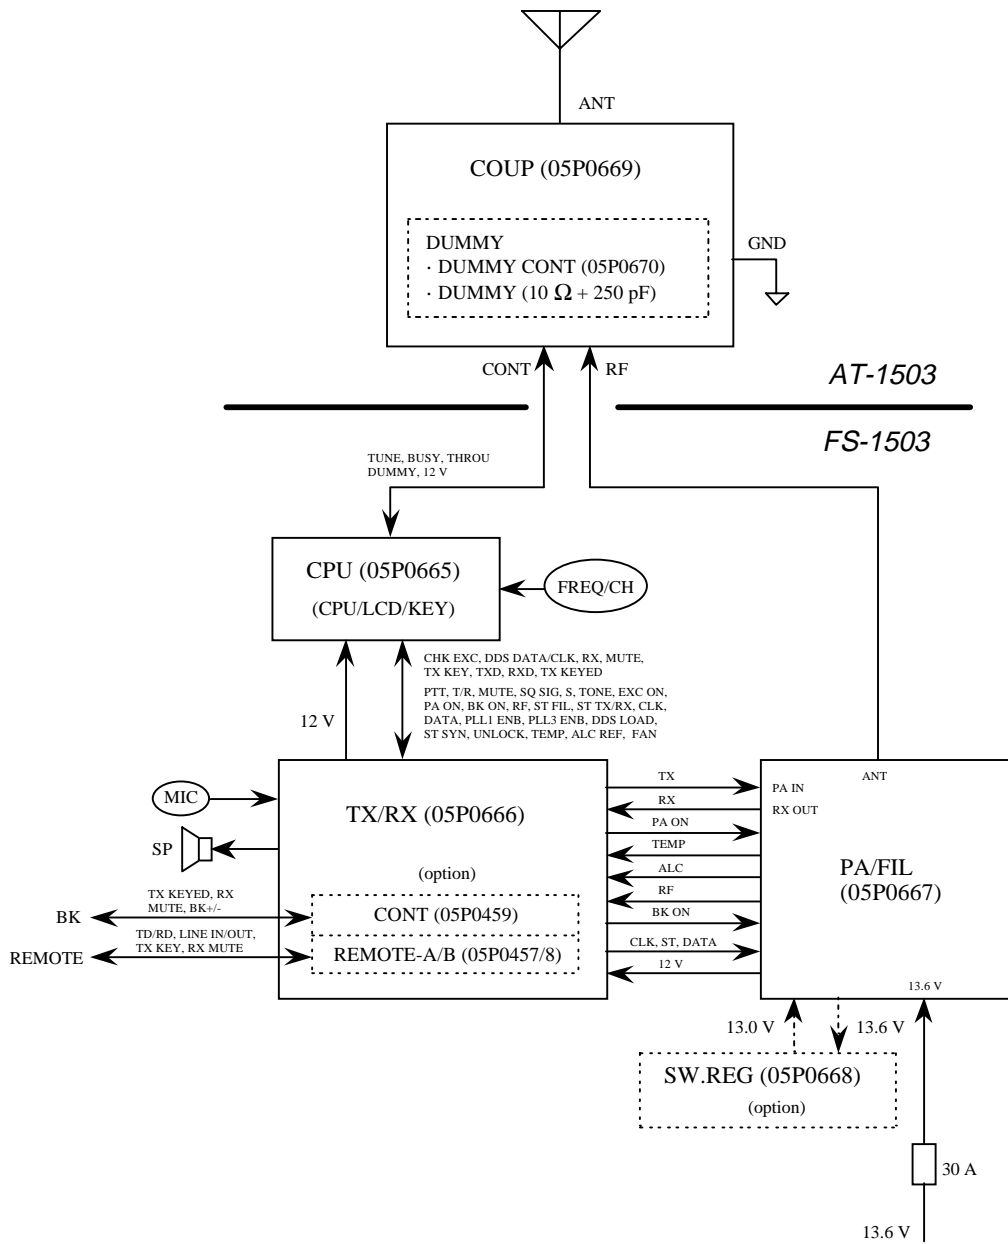 ANT
COUP (05P0669)
DUMMY
· DUMMY CONT (05P0670)
· DUMMY (10 Ω + 250 pF)
GND
CONT
RF
AT-1503
FS-1503
TUNE, BUSY, THROU
DUMMY, 12 V
CPU (05P0665)
(CPU/LCD/KEY)
FREQ/CH
CHK EXC, DDS DATA/CLK, RX, MUTE,
TX KEY, TXD, RXD, TX KEYED
PTT, T/R, MUTE, SQ SIG, S, TONE, EXC ON,
PA ON, BK ON, RF, ST FIL, ST TX/RX, CLK,
DATA, PLL1 ENB, PLL3 ENB, DDS LOAD,
ST SYN, UNLOCK, TEMP, ALC REF, FAN
12 V
MIC
SP
TX/RX (05P0666)
(option)
CONT (05P0459)
REMOTE-A/B (05P0457/8)
TX KEYED, RX
MUTE, BK+/-
BK
TD/RD, LINE IN/OUT,
TX KEY, RX MUTE
REMOTE
TX
RX
PA ON
TEMP
ALC
RF
BK ON
CLK, ST, DATA
12 V
ANT
PA IN
RX OUT
PA/FIL
(05P0667)
13.6 V
13.0 V
13.6 V
SW.REG (05P0668)
(option)
30 A
13.6 V